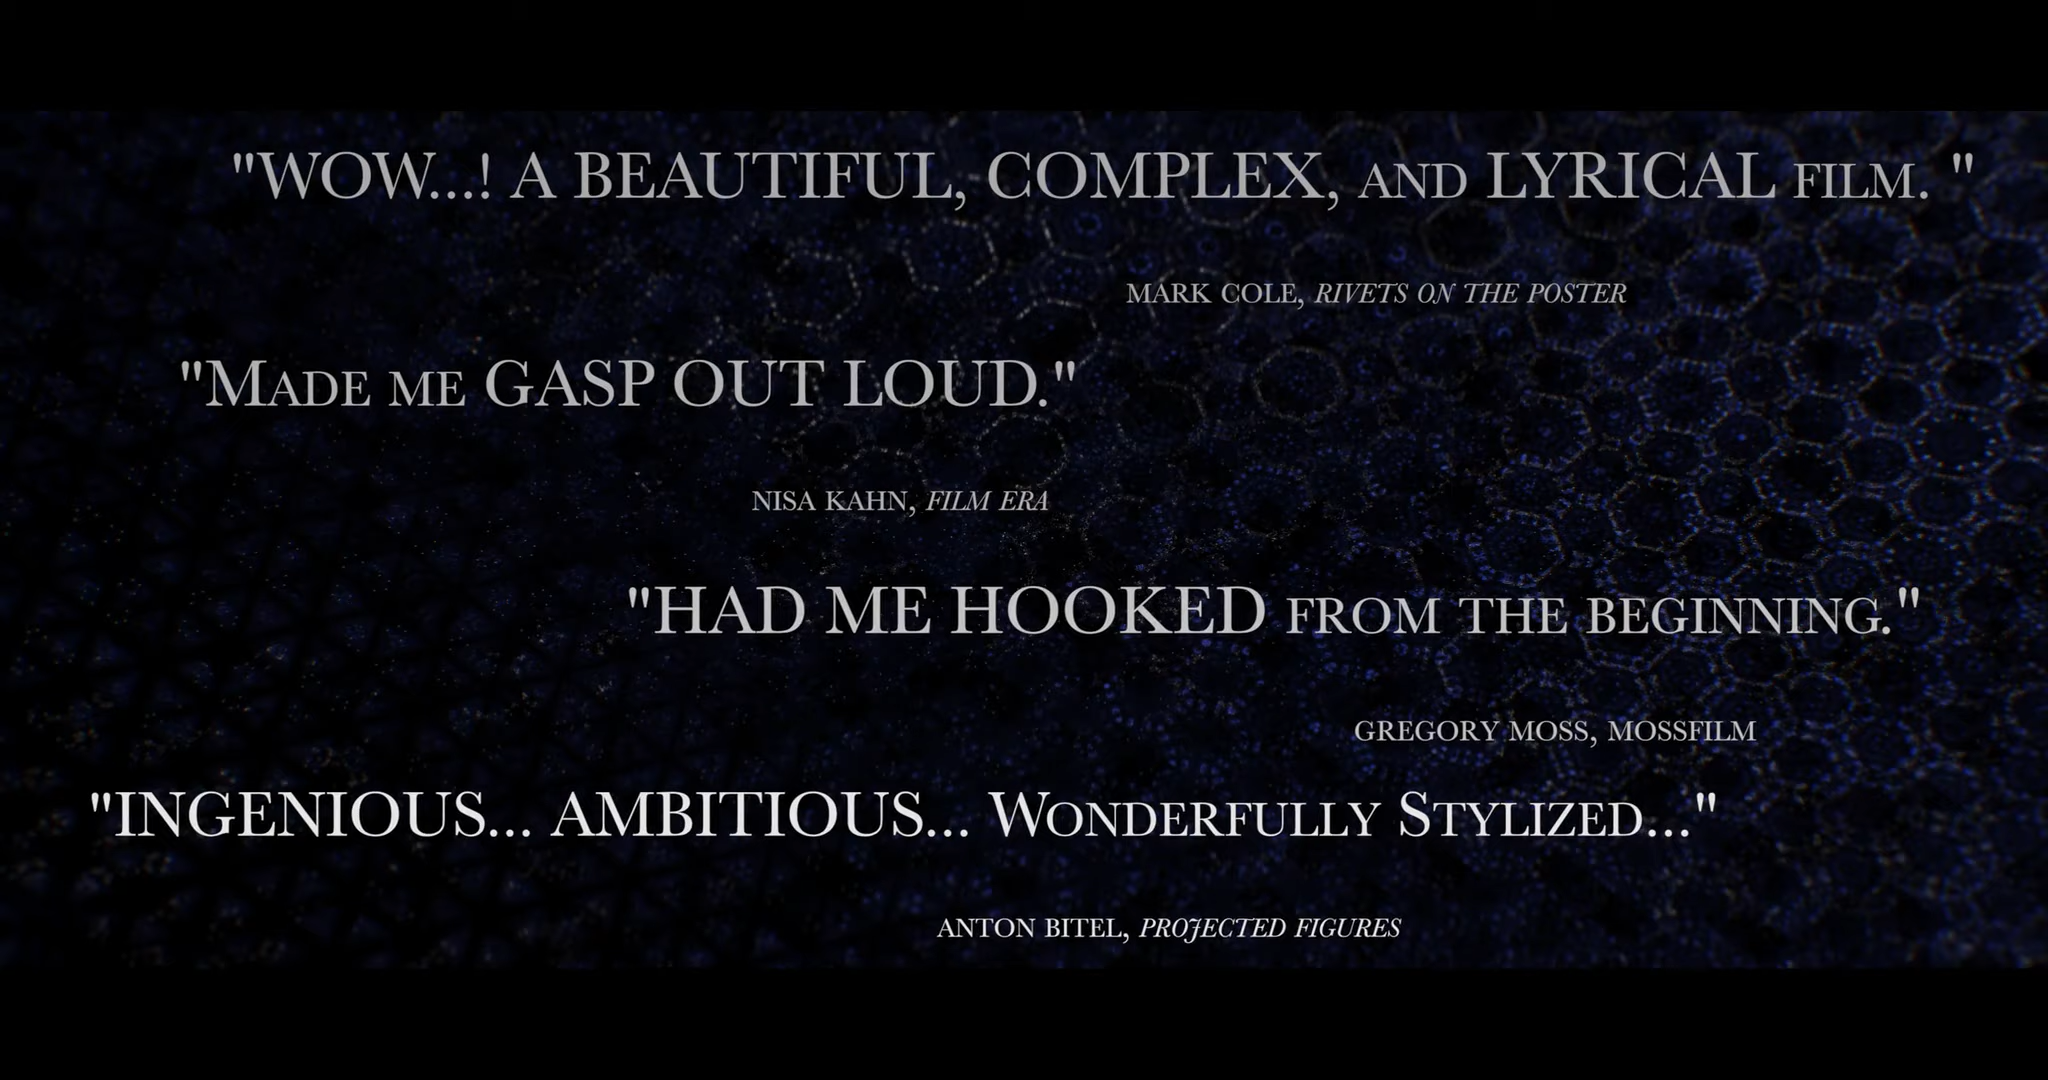 "WOW...! A BEAUTIFUL, COMPLEX, AND LYRICAL FILM. "
MARK COLE, RIVETS ON THE POSTER
"MADE ME GASP OUT LOUD."
NISA KAHN, FILM ERA
"HAD ME HOOKED FROM THE BEGINNING."
GREGORY MOSS, MOSSFILM
"INGENIOUS... AMBITIOUS... WONDERFULLY STYLIZED..."
ANTON BITEL, PROJECTED FIGURES